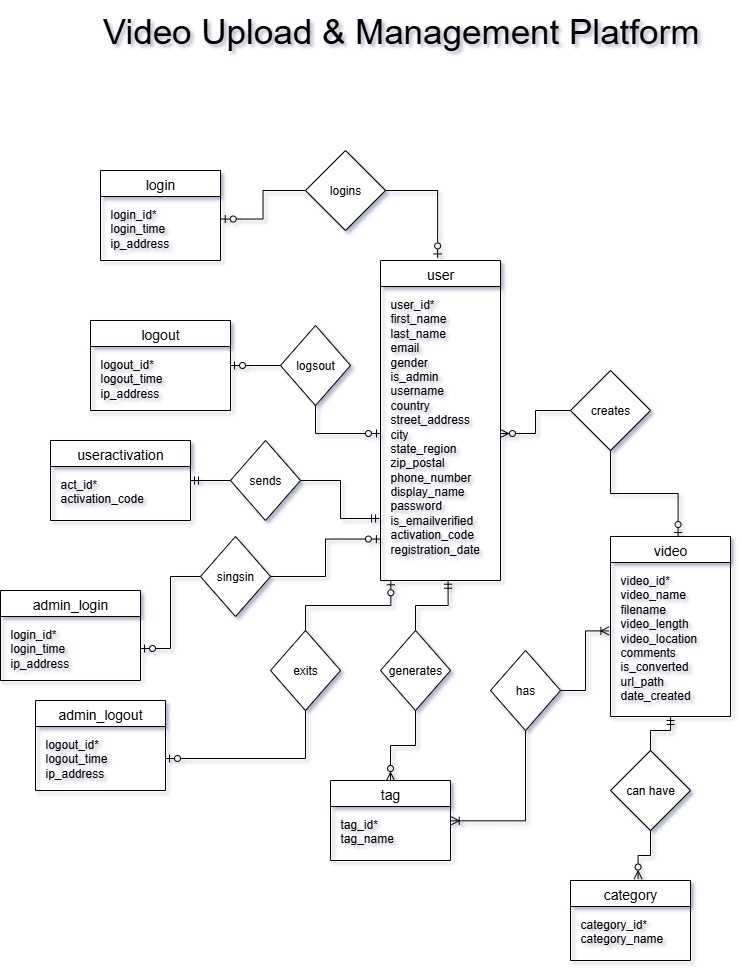 Video Upload & Management Platform
login
login_id*
login_time
ip_address
logins
user
user_id*
first_name
last_name
email
gender
is_admin
username
country
street_address
city
state_region
zip_postal
phone_number
display_name
password
is_emailverified
activation_code
registration_date
logout
logout_id*
logout_time
ip_address
logsout
creates
useractivation
act_id*
activation_code
sends
singsin
video
video_id*
video_name
filename
video_length
video_location
comments
is_converted
url_path
date_created
admin_login
login_id*
login_time
ip_address
exits
generates
has
admin_logout
logout_id*
logout_time
ip_address
tag
tag_id*
tag_name
can have
category
category_id*
category_name